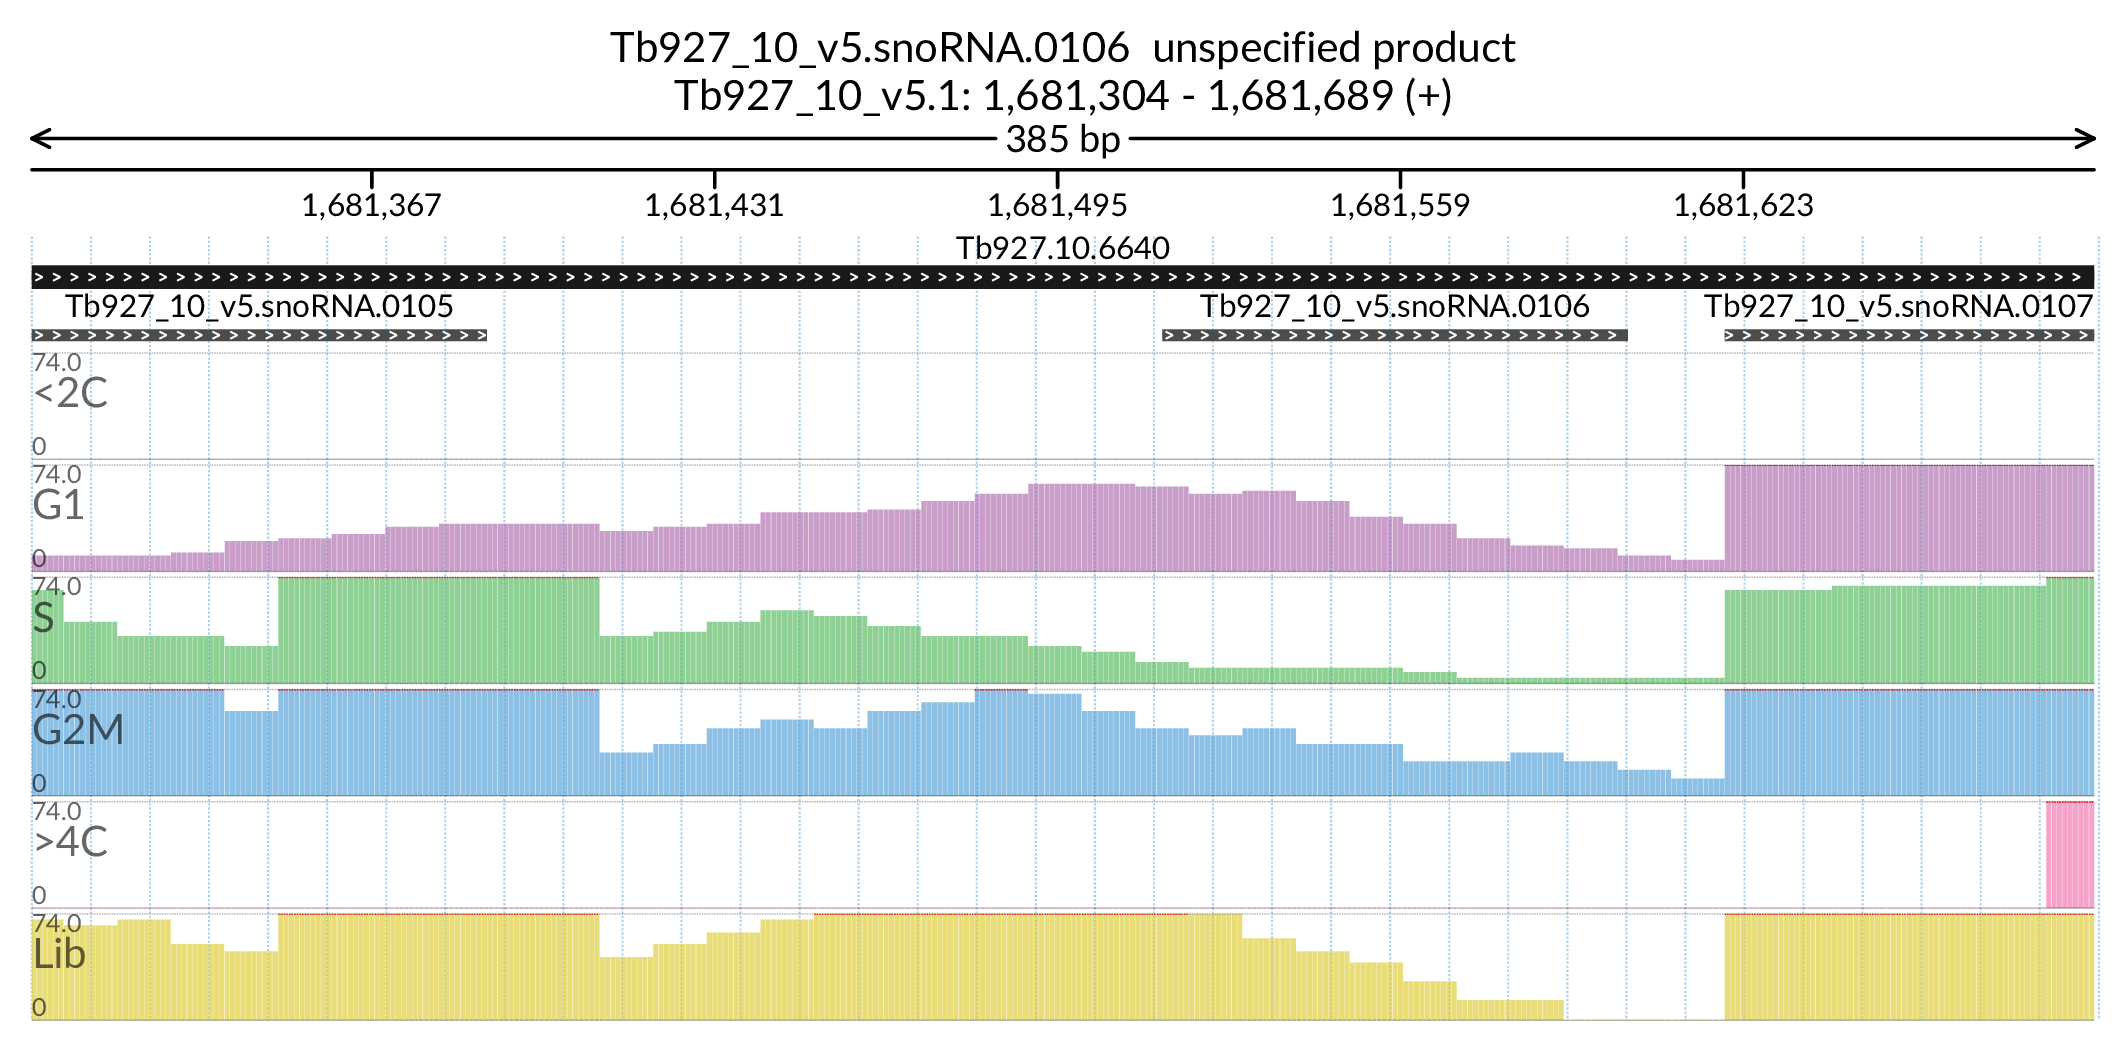 Tb927_10_v5.snoRNA.0106  unspecified product
Tb927_10_v5.1: 1,681,304 - 1,681,689 (+)
385 bp
1,681,367 1,681,431 1,681,495 1,681,559 1,681,623
Tb927.10.6640
Tb927_10_v5.snoRNA.0105 Tb927_10_v5.snoRNA.0106 Tb927_10_v5.snoRNA.0107
74.0
<2C
0
74.0
G1
0
74.0
S
0
74.0
G2M
0
74.0
>4C
0
74.0
Lib
0